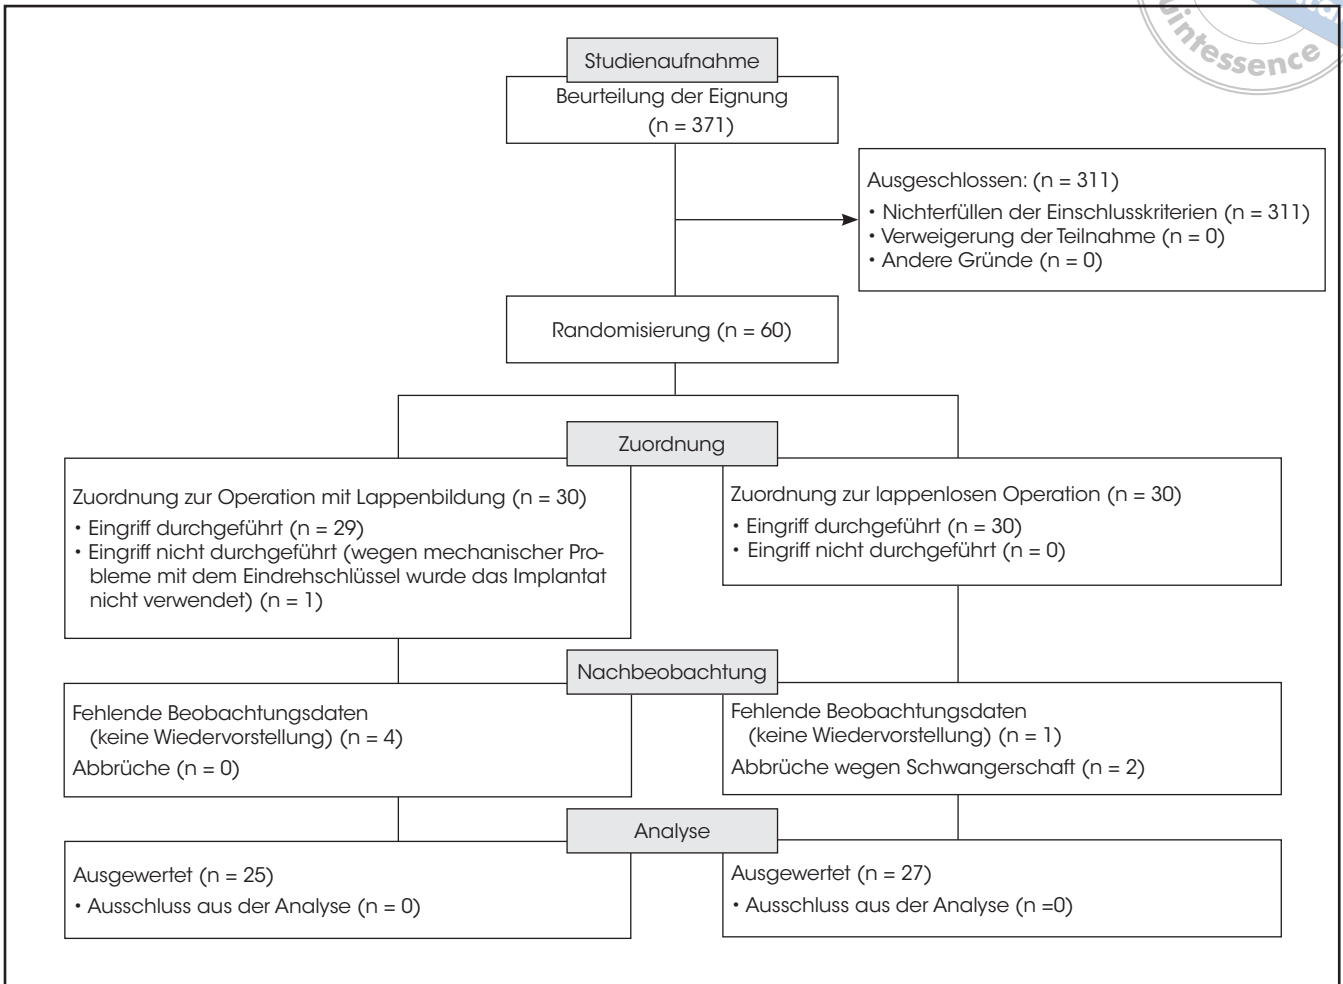 Quintessence
Studienaufnahme
Beurteilung der Eignung
(n = 371)
Ausgeschlossen: (n = 311)
• Nichterfüllen der Einschlusskriterien (n = 311)
• Verweigerung der Teilnahme (n = 0)
• Andere Gründe (n = 0)
Randomisierung (n = 60)
Zuordnung
Zuordnung zur Operation mit Lappenbildung (n = 30)
• Eingriff durchgeführt (n = 29)
• Eingriff nicht durchgeführt (wegen mechanischer Pro-
bleme mit dem Eindrehschlüssel wurde das Implantat
nicht verwendet) (n = 1)
Zuordnung zur lappenlosen Operation (n = 30)
• Eingriff durchgeführt (n = 30)
• Eingriff nicht durchgeführt (n = 0)
Nachbeobachtung
Fehlende Beobachtungsdaten
(keine Wiedervorstellung) (n = 4)
Abbrüche (n = 0)
Fehlende Beobachtungsdaten
(keine Wiedervorstellung) (n = 1)
Abbrüche wegen Schwangerschaft (n = 2)
Analyse
Ausgewertet (n = 25)
• Ausschluss aus der Analyse (n = 0)
Ausgewertet (n = 27)
• Ausschluss aus der Analyse (n =0)